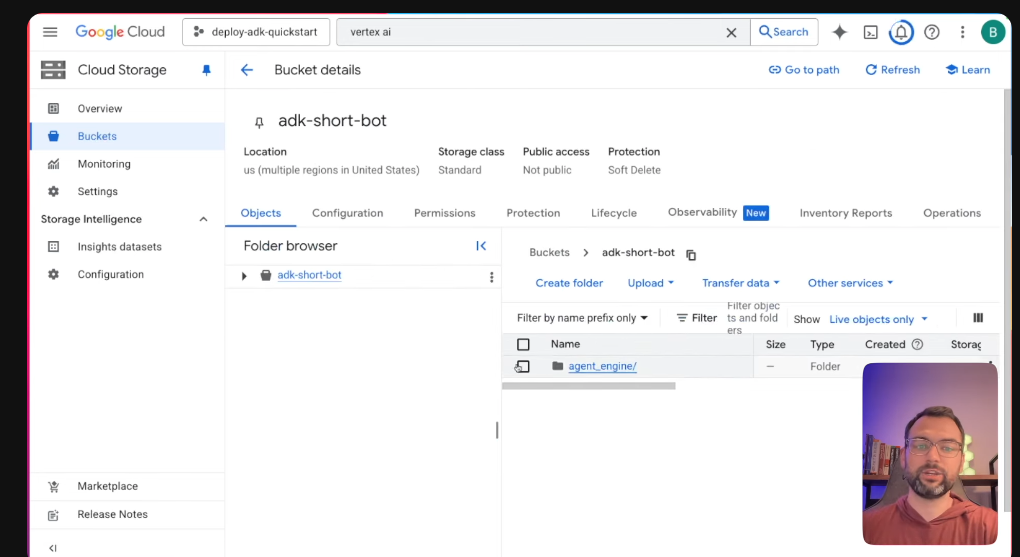 Google Cloud
deploy-adk-quickstart
vertex ai
Search
B
Cloud Storage
Bucket details
Go to path
Refresh
Learn
Overview
Buckets
Monitoring
Settings
Storage Intelligence
Insights datasets
Configuration
Marketplace
Release Notes
adk-short-bot
Location Storage class Public access Protection
us (multiple regions in United States) Standard Not public Soft Delete
Objects Configuration Permissions Protection Lifecycle Observability New Inventory Reports Operations
Folder browser
adk-short-bot
Buckets adk-short-bot
Create folder Upload Transfer data Other services
Filter by name prefix only Filter
Filter objec
ts and fold
ers
Show Live objects only
Name Size Type Created Storag
agent_engine/ — Folder